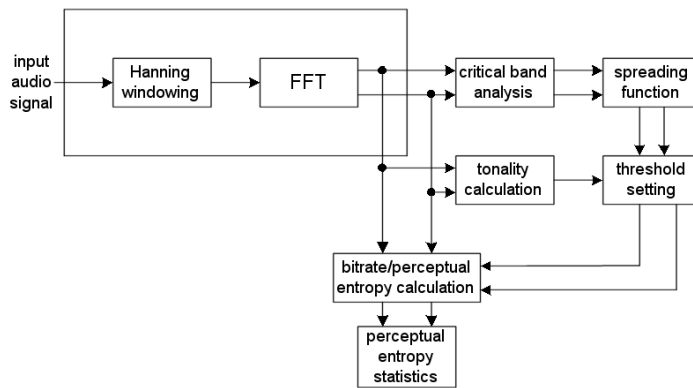 input
audio
signal
Hanning
windowing
FFT
critical band
analysis
spreading
function
tonality
calculation
threshold
setting
bitrate/perceptual
entropy calculation
perceptual
entropy
statistics